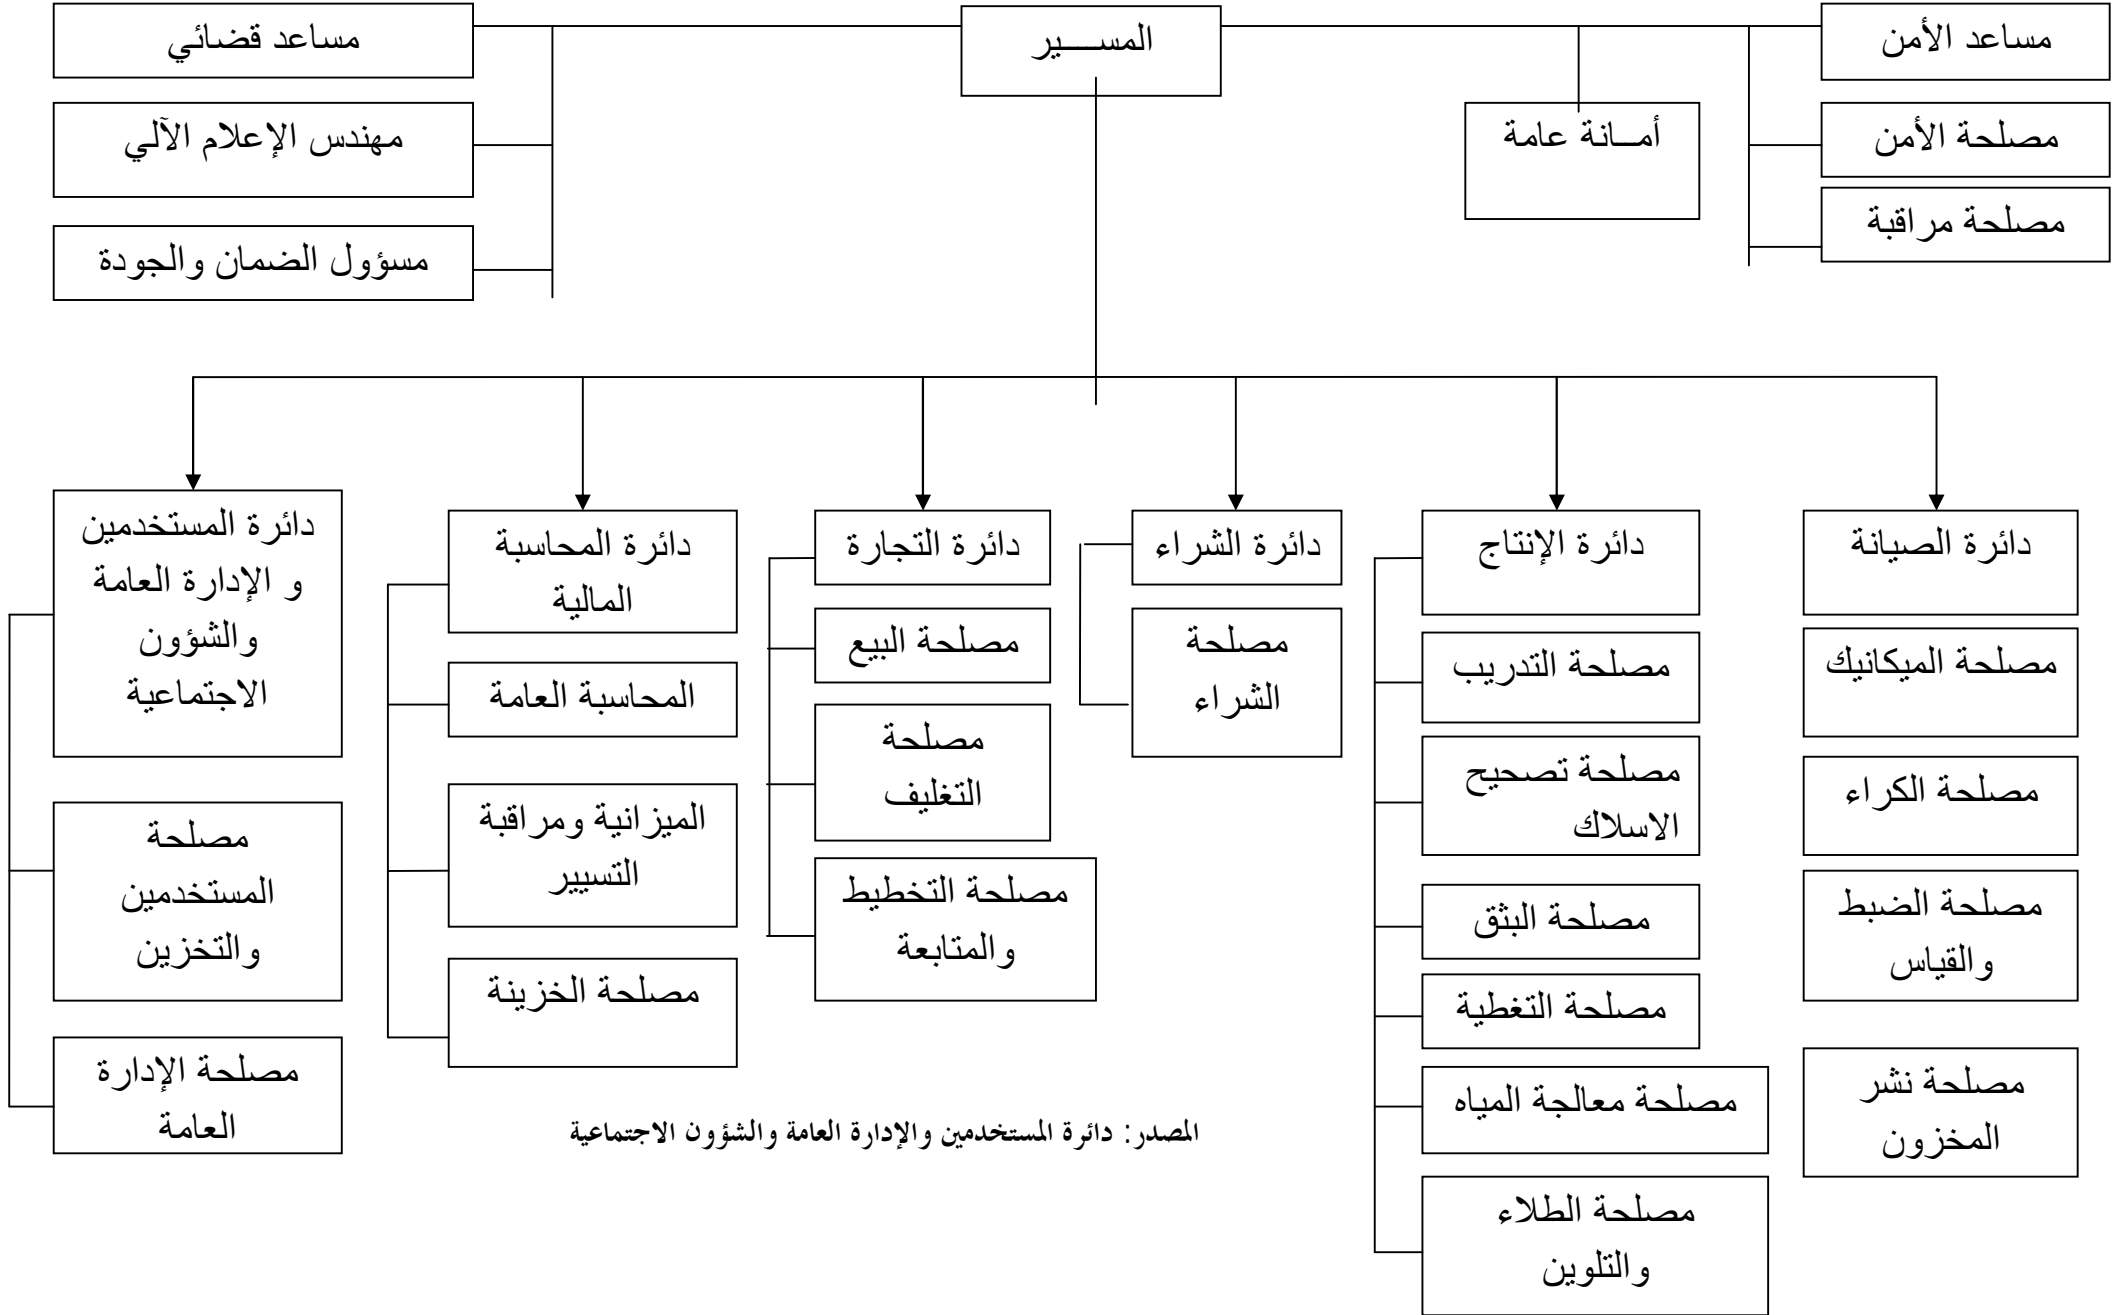 مساعد الأمن
المســـير
مساعد قضائي
مصلحة الأمن
أمــانة عامة
مهندس الإعلام الآلي
مصلحة مراقبة
مسؤول الضمان والجودة
دائرة الصيانة
مصلحة الميكانيك
مصلحة الكراء
مصلحة الضبط
والقياس
مصلحة نشر
المخزون
دائرة الإنتاج
مصلحة التدريب
مصلحة تصحيح
الاسلاك
مصلحة البثق
مصلحة التغطية
مصلحة معالجة المياه
مصلحة الطلاء
والتلوين
دائرة الشراء
مصلحة
الشراء
دائرة التجارة
مصلحة البيع
مصلحة
التغليف
مصلحة التخطيط
والمتابعة
دائرة المحاسبة
المالية
المحاسبة العامة
الميزانية ومراقبة
التسيير
مصلحة الخزينة
دائرة المستخدمين
و الإدارة العامة
والشؤون
الاجتماعية
مصلحة
المستخدمين
والتخزين
مصلحة الإدارة
العامة
المصدر: دائرة المستخدمين والإدارة العامة والشؤون الاجتماعية